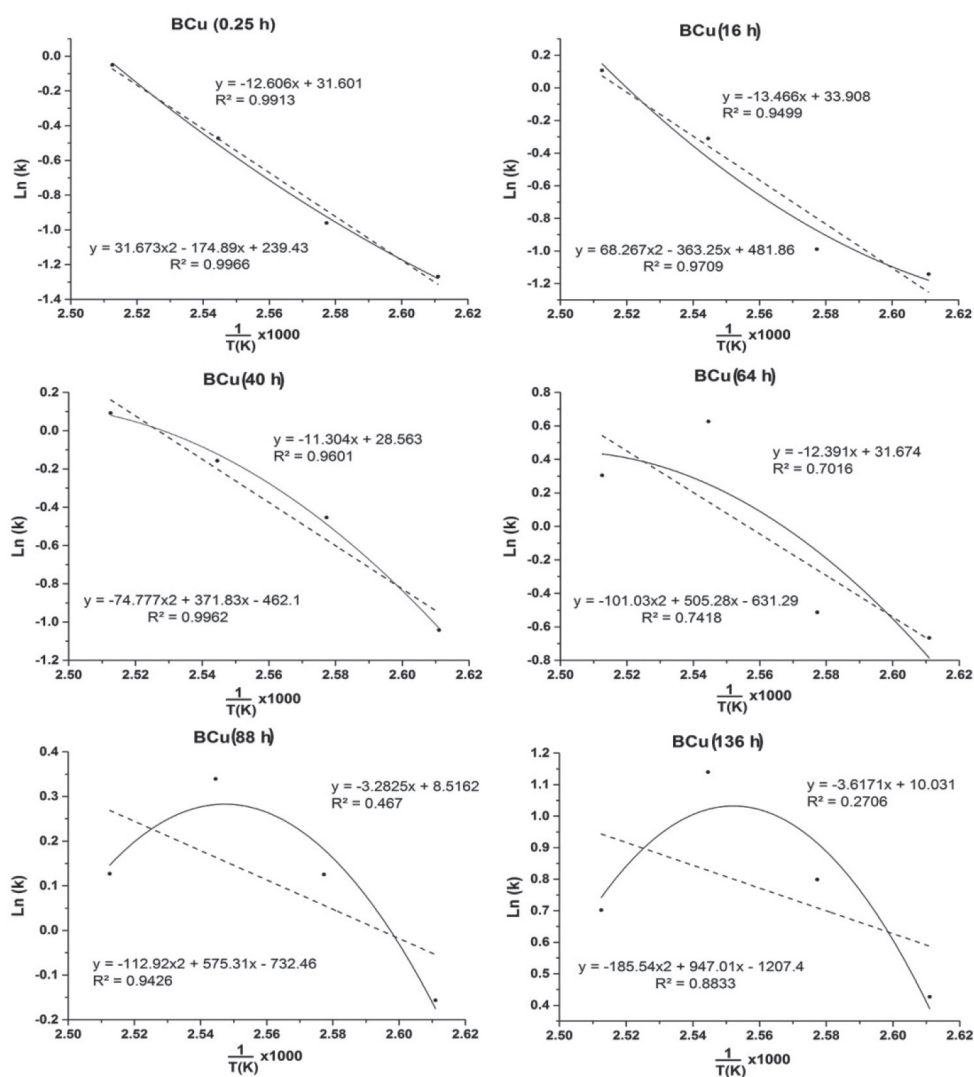 BCu (0.25 h)
0.0
-0.2
-0.4
-0.6
-0.8
-1.0
-1.2
-1.4
Ln (k)
y = -12.606x + 31.601
R² = 0.9913
y = 31.673x2 - 174.89x + 239.43
R² = 0.9966
2.50 2.52 2.54 2.56 2.58 2.60 2.62
1
T(K) x1000
BCu(16 h)
0.2
0.0
-0.2
-0.4
-0.6
-0.8
-1.0
-1.2
Ln (k)
y = -13.466x + 33.908
R² = 0.9499
y = 68.267x2 - 363.25x + 481.86
R² = 0.9709
2.50 2.52 2.54 2.56 2.58 2.60 2.62
1
T(K) x1000
BCu(40 h)
0.2
0.0
-0.2
-0.4
-0.6
-0.8
-1.0
-1.2
Ln (k)
y = -11.304x + 28.563
R² = 0.9601
y = -74.777x2 + 371.83x - 462.1
R² = 0.9962
2.50 2.52 2.54 2.56 2.58 2.60 2.62
1
T(K) x1000
BCu(64 h)
0.8
0.6
0.4
0.2
0.0
-0.2
-0.4
-0.6
-0.8
Ln (k)
y = -12.391x + 31.674
R² = 0.7016
y = -101.03x2 + 505.28x - 631.29
R² = 0.7418
2.50 2.52 2.54 2.56 2.58 2.60 2.62
1
T(K) x1000
BCu(88 h)
0.4
0.3
0.2
0.1
0.0
-0.1
-0.2
Ln (k)
y = -3.2825x + 8.5162
R² = 0.467
y = -112.92x2 + 575.31x - 732.46
R² = 0.9426
2.50 2.52 2.54 2.56 2.58 2.60 2.62
1
T(K) x1000
BCu(136 h)
1.2
1.1
1.0
0.9
0.8
0.7
0.6
0.5
0.4
Ln (k)
y = -3.6171x + 10.031
R² = 0.2706
y = -185.54x2 + 947.01x - 1207.4
R² = 0.8833
2.50 2.52 2.54 2.56 2.58 2.60 2.62
1
T(K) x1000